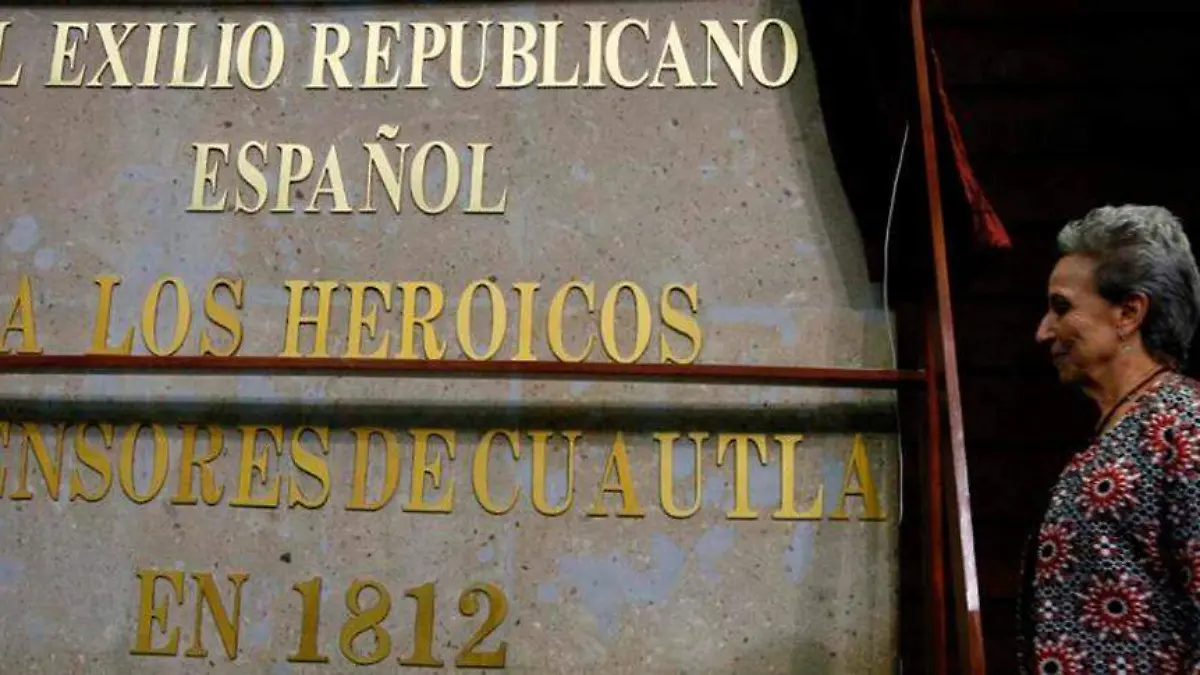 L EXILIO REPUBLICANO
ESPAÑOL
A LOS HEROICOS
ENSORES DE CUAUTLA
EN 1812